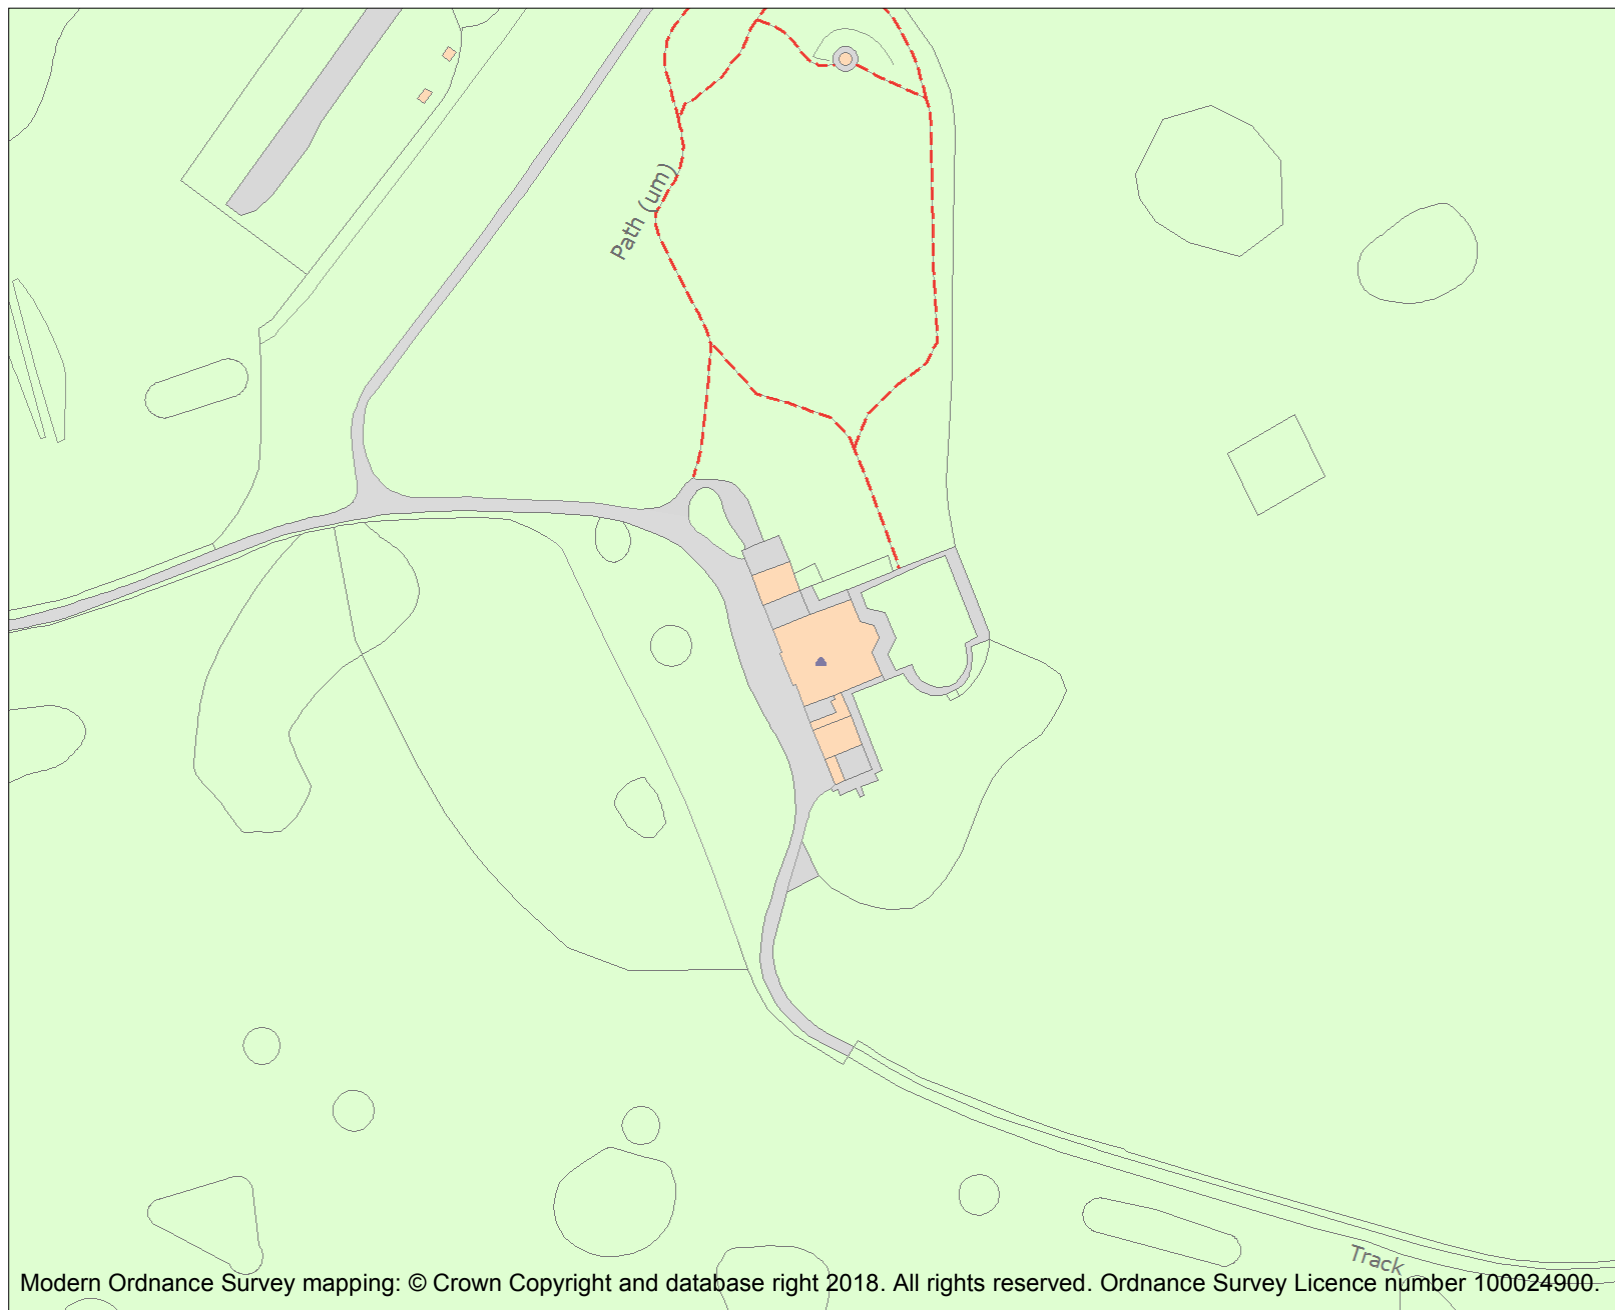 Path (um)
Track
Modern Ordnance Survey mapping: © Crown Copyright and database right 2018. All rights reserved. Ordnance Survey Licence number 100024900.